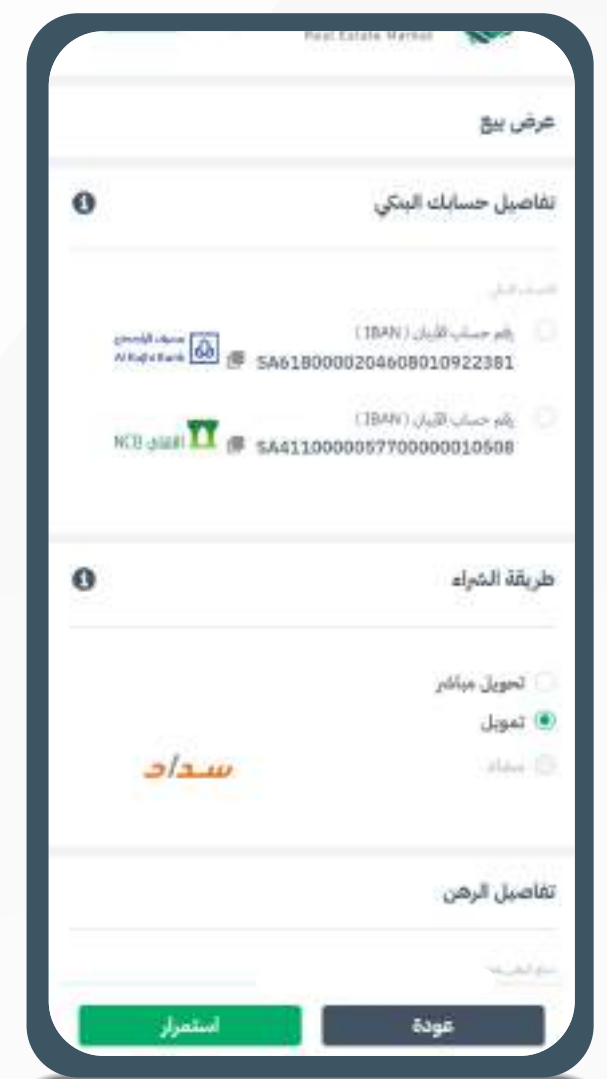 Real Estate Market
عرض بيع
تفاصيل حسابك البنكي
رقم حساب الآيبان ( IBAN )
SA6180000204608010922381
مصرف الراجحي
Al Rajhi Bank
رقم حساب الآيبان ( IBAN )
SA4110000057700000010508
الأهلي NCB
طريقة الشراء
تحويل مباشر
تمويل
سداد
سداد
تفاصيل الرهن
عودة
استمرار